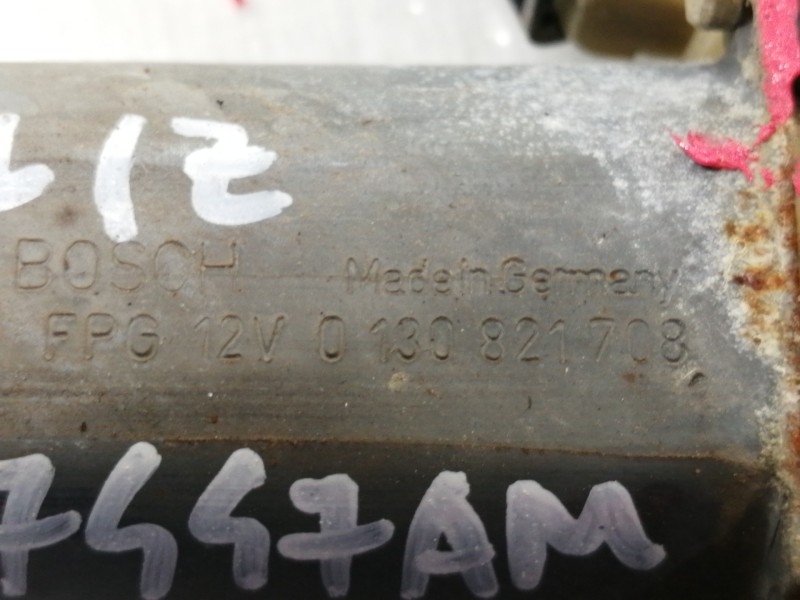 BOSCH Made in Germany
FPG 12V 0 130 821 708
7447AM